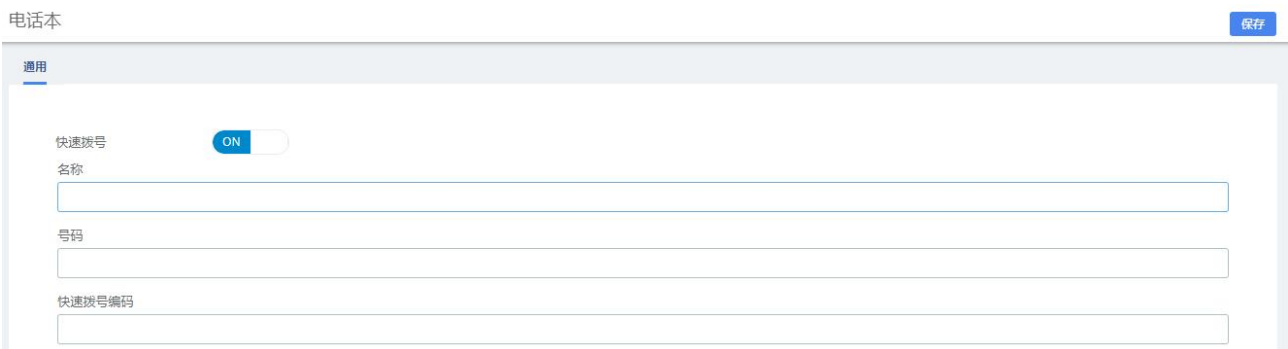 电话本
保存
通用
快速拨号 ON
名称
号码
快速拨号编码